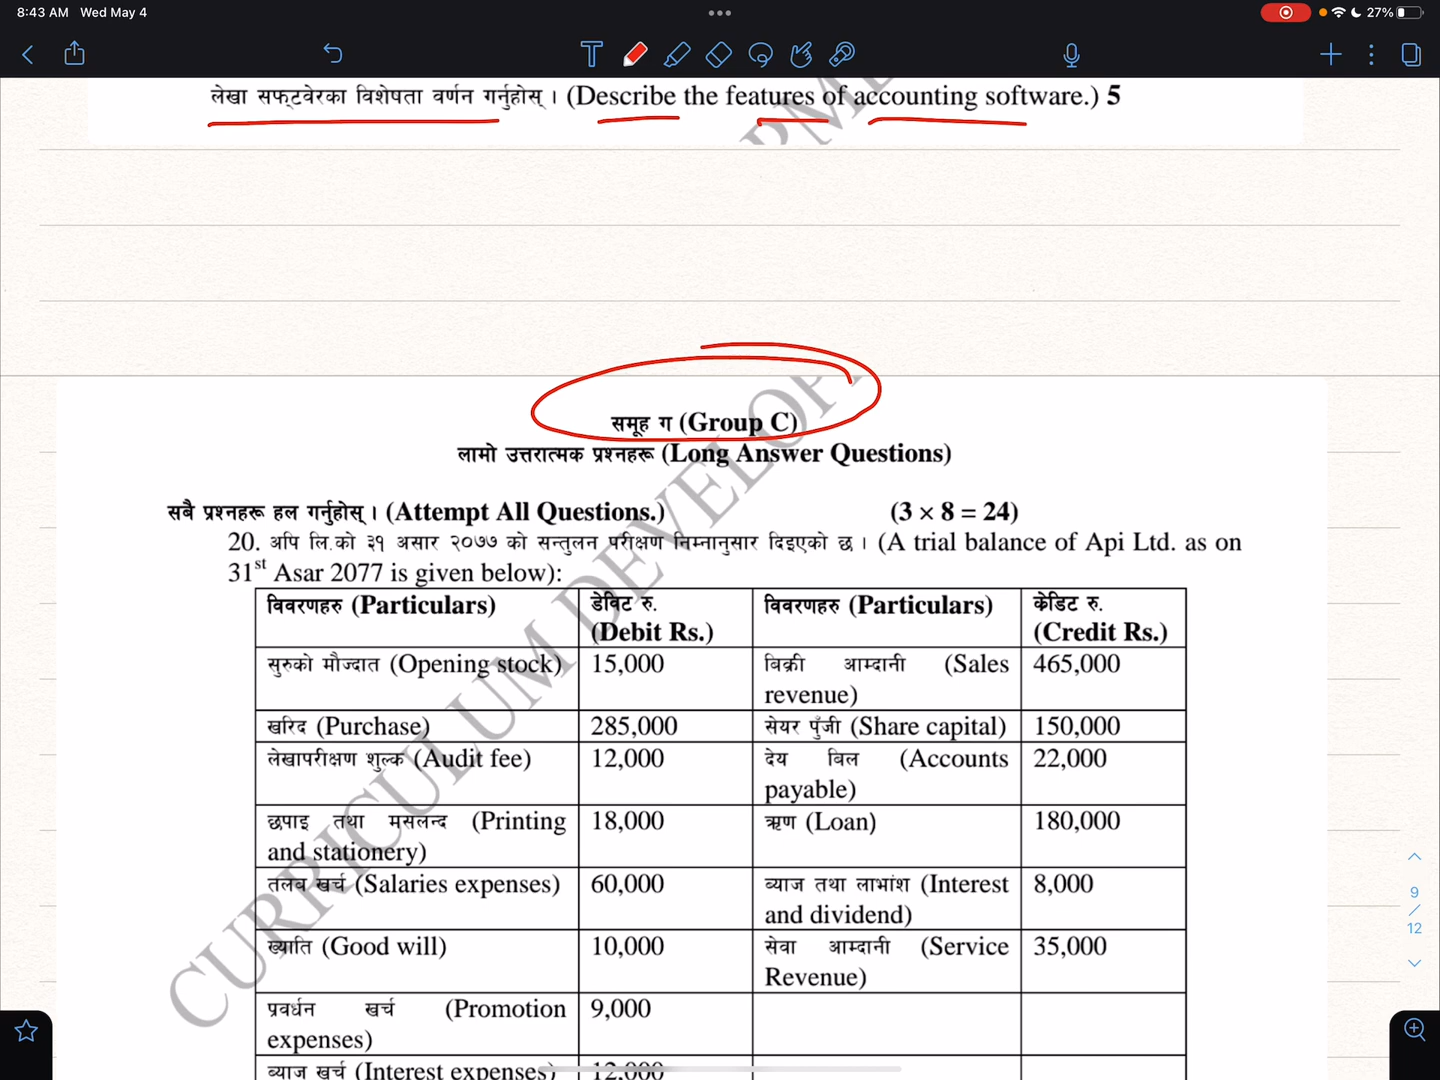 8:43 AM Wed May 4
27%
लेखा सफ्टवेरका विशेषता वर्णन गर्नुहोस् । (Describe the features of accounting software.) 5
समूह ग (Group C)
लामो उत्तरात्मक प्रश्नहरू (Long Answer Questions)
सबै प्रश्नहरू हल गर्नुहोस् । (Attempt All Questions.) (3 × 8 = 24)
20. अपि लि.को ३१ असार २०७७ को सन्तुलन परीक्षण निम्नानुसार दिइएको छ । (A trial balance of Api Ltd. as on
31st Asar 2077 is given below):
विवरणहरु (Particulars) डेविट रु. (Debit Rs.) विवरणहरु (Particulars) केडिट रु. (Credit Rs.)
सुरुको मौज्दात (Opening stock) 15,000 बिक्री आम्दानी (Sales revenue) 465,000
खरिद (Purchase) 285,000 सेयर पुँजी (Share capital) 150,000
लेखापरीक्षण शुल्क (Audit fee) 12,000 देय बिल (Accounts payable) 22,000
छपाइ तथा मसलन्द (Printing and stationery) 18,000 ऋण (Loan) 180,000
तलब खर्च (Salaries expenses) 60,000 ब्याज तथा लाभांश (Interest and dividend) 8,000
ख्याति (Good will) 10,000 सेवा आम्दानी (Service Revenue) 35,000
प्रवर्धन खर्च (Promotion expenses) 9,000
ब्याज खर्च (Interest expenses) 12,000
CURRICULUM DEVELOP
9
/
12